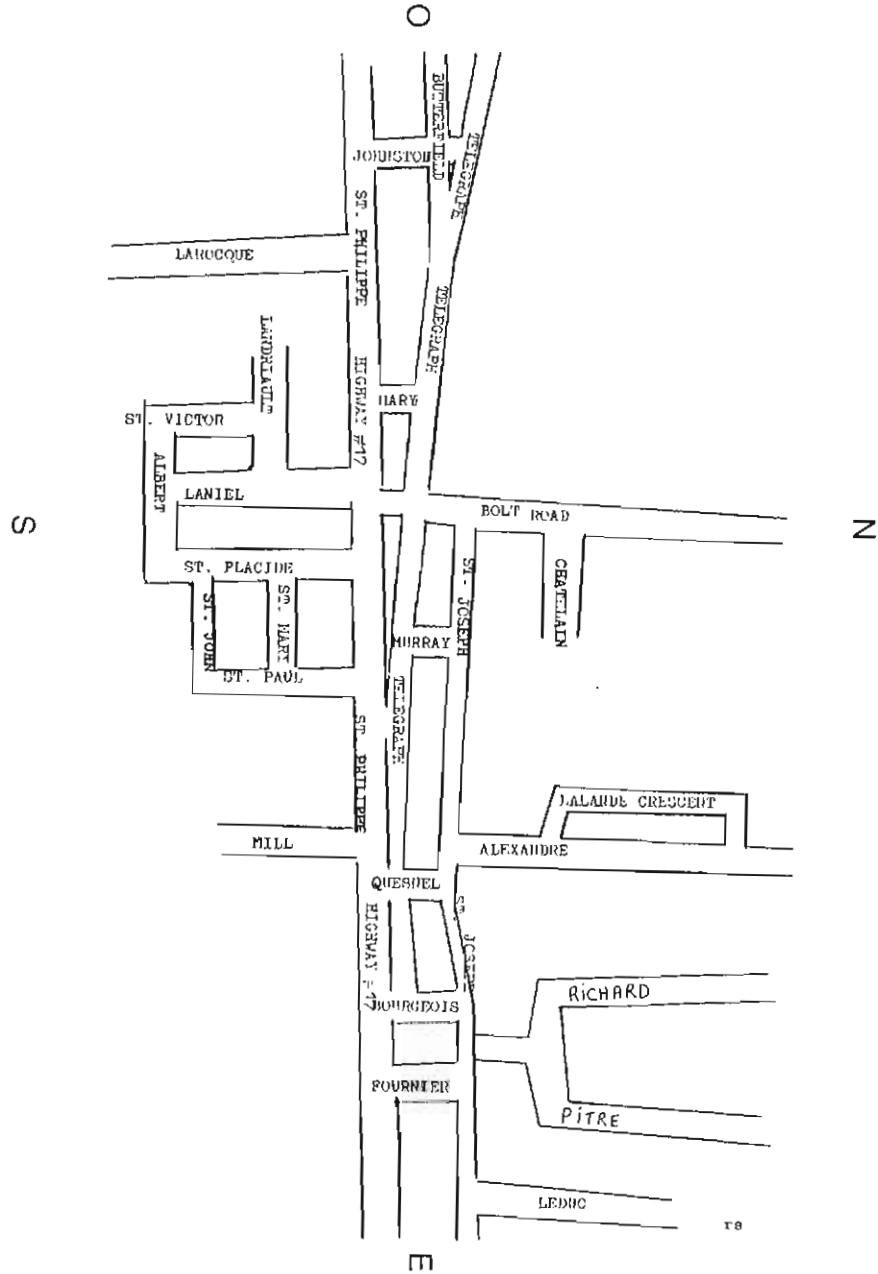 O
BUTTERFIELD
JOHNSTON
TELEGRAPE
ST. PHILIPPE
LAROCQUE
TELEGRAPH
LANDRIAULT
HIGHWAY #17
MARY
ST. VICTOR
ALBERT
LANIEL
BOLT ROAD
S
N
ST. PLACIDE
ST. JOSEPH
CHATELAIN
ST. JOHN
ST. MARY
MURRAY
ST. PAUL
TELEGRAPH
ST. PHILIPPE
LALANDE CRESCENT
MILL
ALEXANDRE
QUESNEL
ST. JOSEPH
HIGHWAY #17
RiCHARD
BOURGEOIS
FOURNIER
PiTRE
LEDUC
rs
E